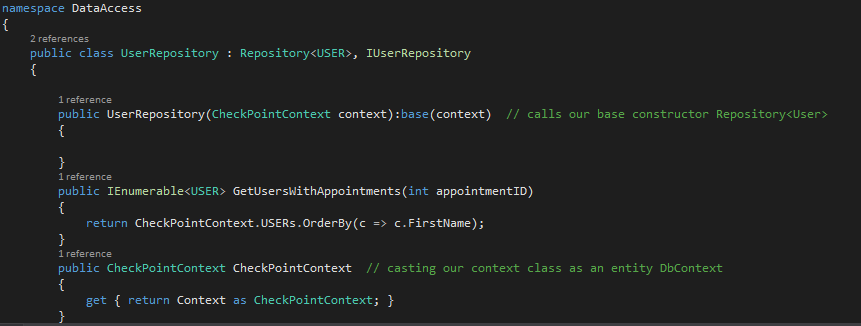 namespace DataAccess
{
2 references
public class UserRepository : Repository<USER>, IUserRepository
{
1 reference
public UserRepository(CheckPointContext context):base(context)  // calls our base constructor Repository<User>
{
}
1 reference
public IEnumerable<USER> GetUsersWithAppointments(int appointmentID)
{
return CheckPointContext.USERs.OrderBy(c => c.FirstName);
}
1 reference
public CheckPointContext CheckPointContext  // casting our context class as an entity DbContext
{
get { return Context as CheckPointContext; }
}